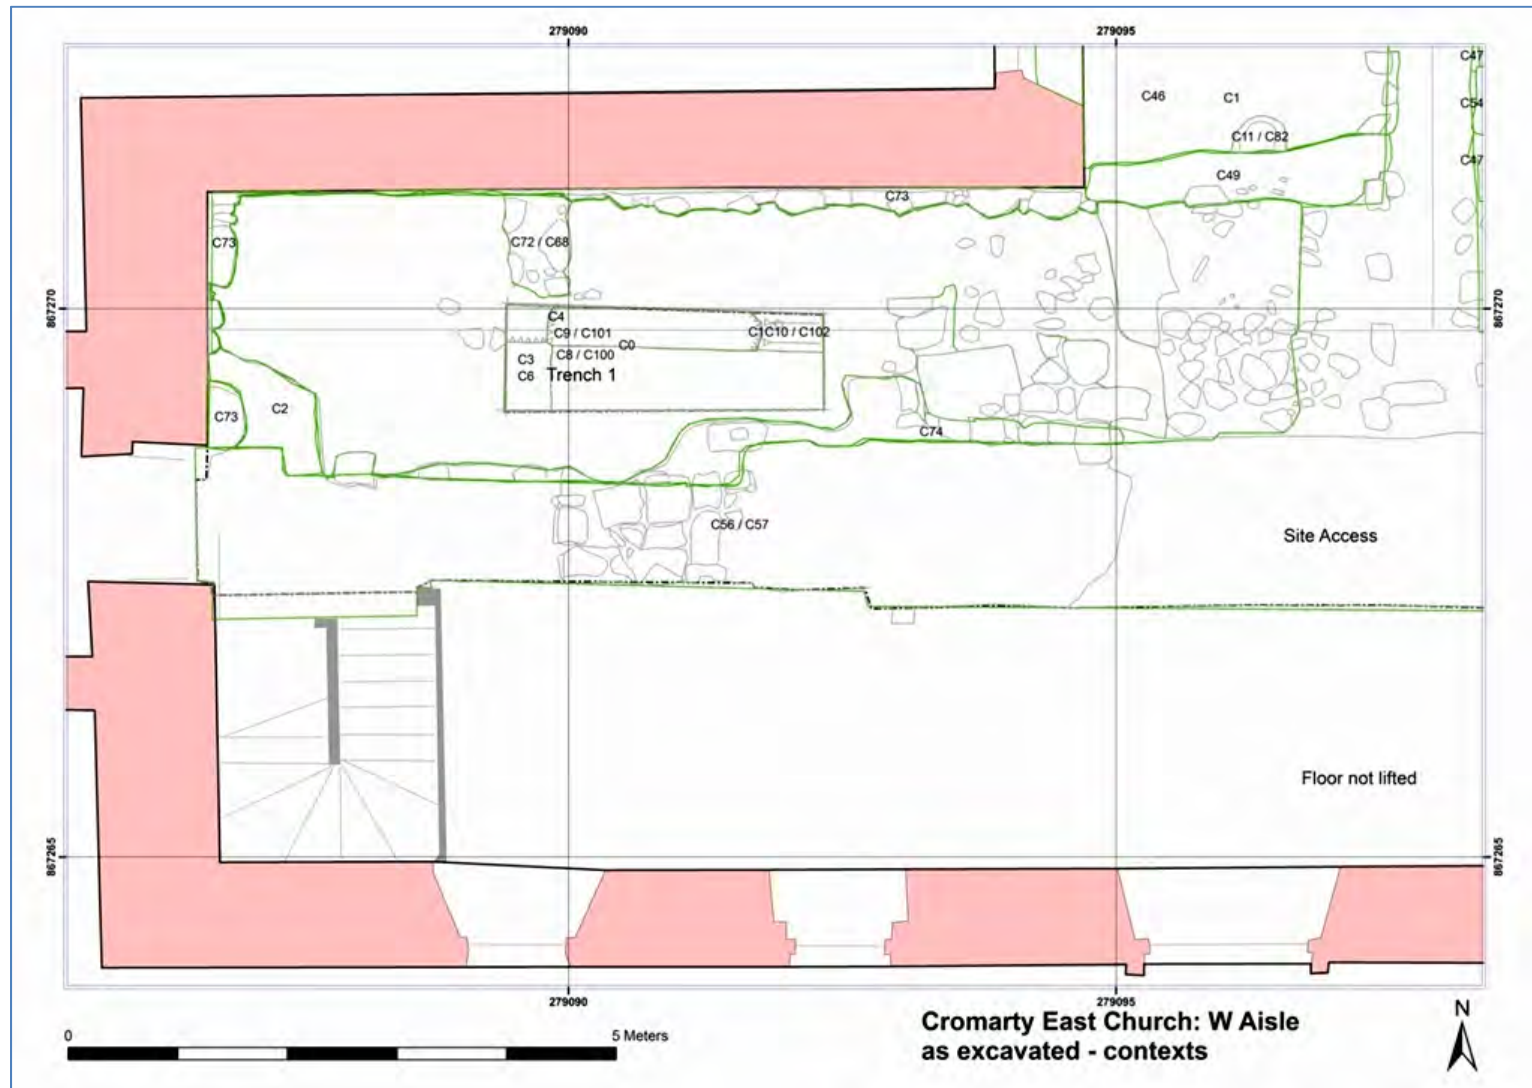 279090
279095
C47
C46
C1
C54
C11 / C82
C47
C49
C73
C73
C72 / C68
867270
867270
C4
C9 / C101
C1C10 / C102
C0
C8 / C100
C3
C6
Trench 1
C2
C73
C74
C56 / C57
Site Access
Floor not lifted
867265
867265
279090
279095
0
5 Meters
Cromarty East Church: W Aisle
as excavated - contexts
N